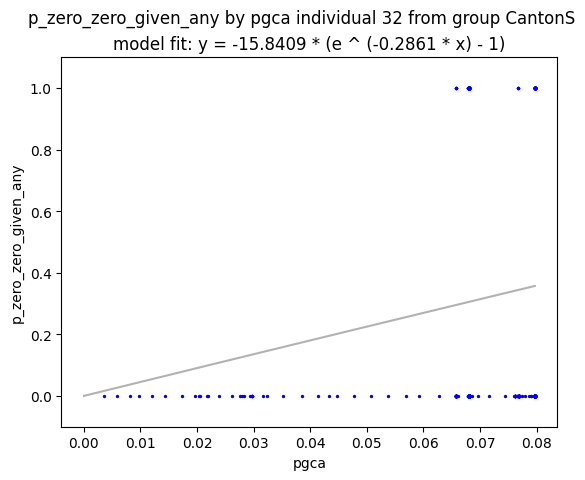 p_zero_zero_given_any by pgca individual 32 from group CantonS
model fit: y = -15.8409 * (e ^ (-0.2861 * x) - 1)
p_zero_zero_given_any
1.0
0.8
0.6
0.4
0.2
0.0
0.00 0.01 0.02 0.03 0.04 0.05 0.06 0.07 0.08
pgca